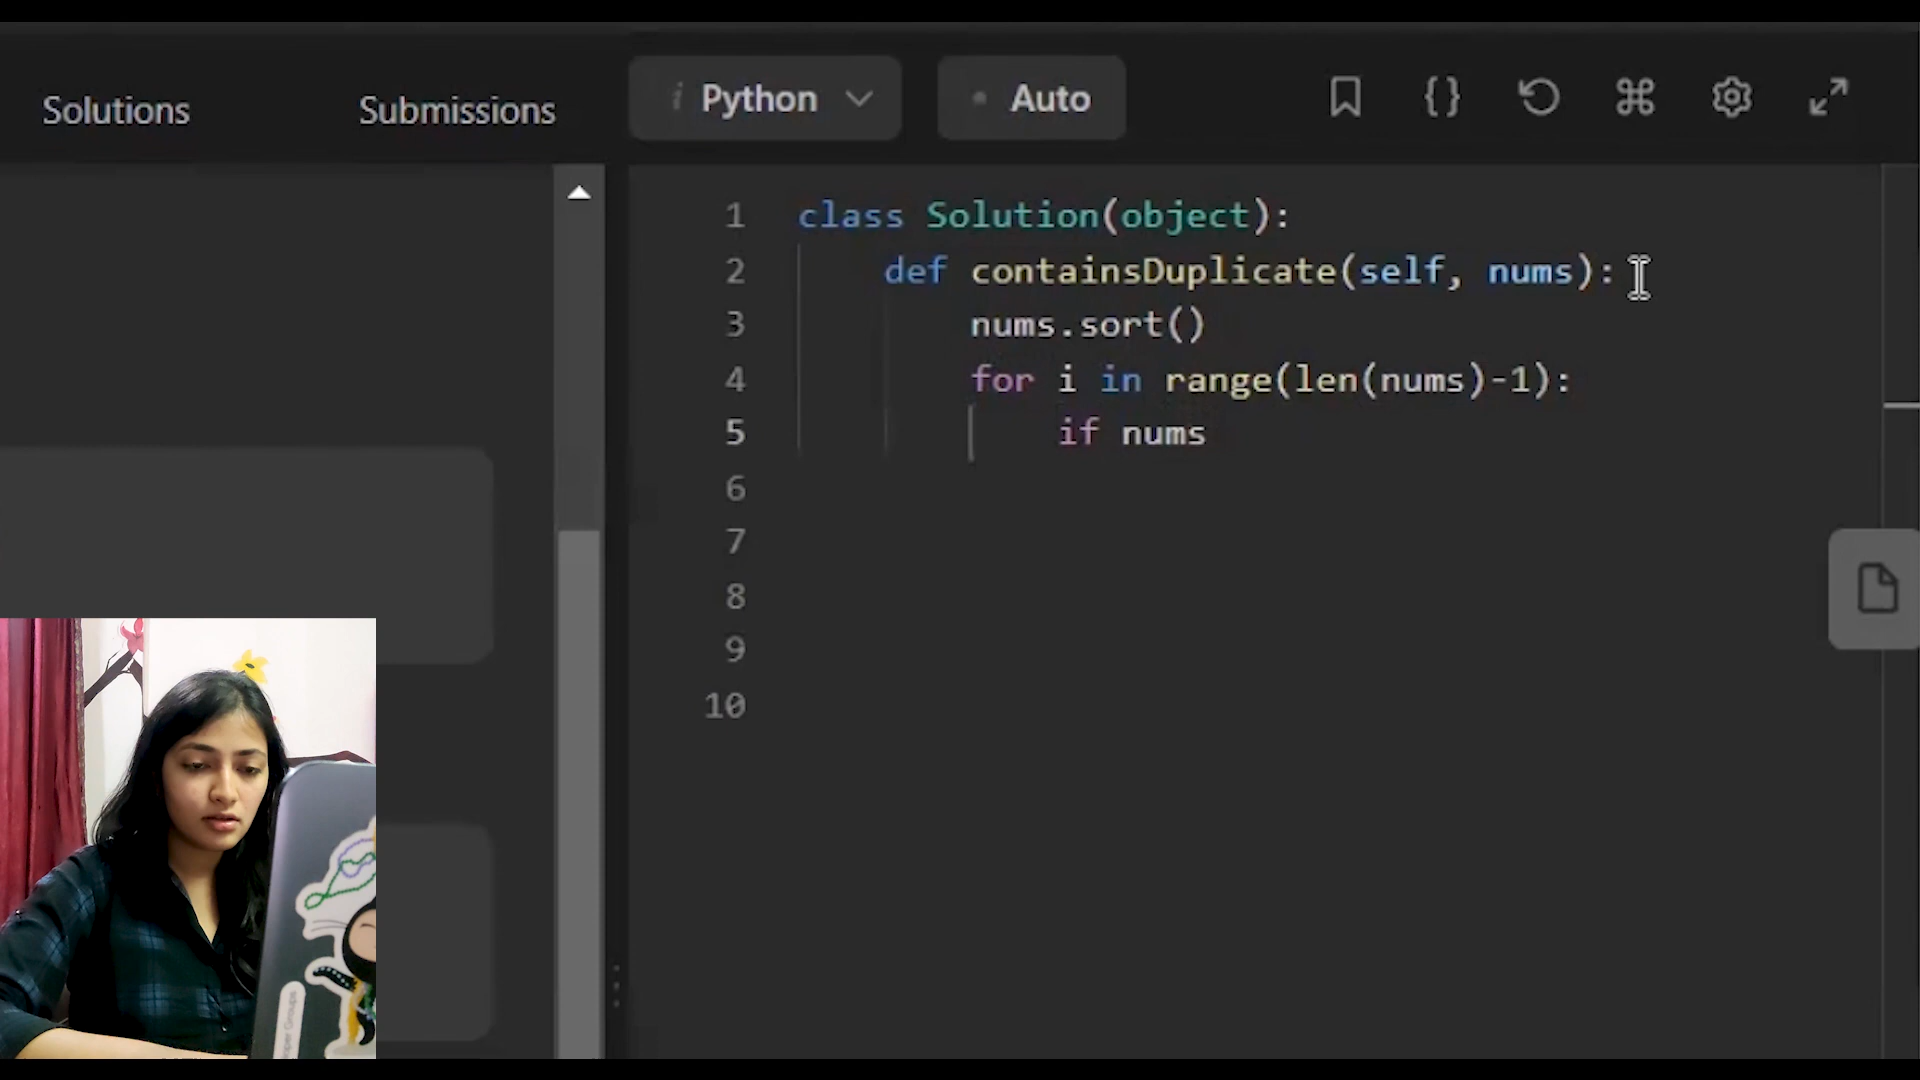 Solutions
Submissions
Python
Auto
1 class Solution(object):
2 def containsDuplicate(self, nums):
3 nums.sort()
4 for i in range(len(nums)-1):
5 if nums
6
7
8
9
10
Groups